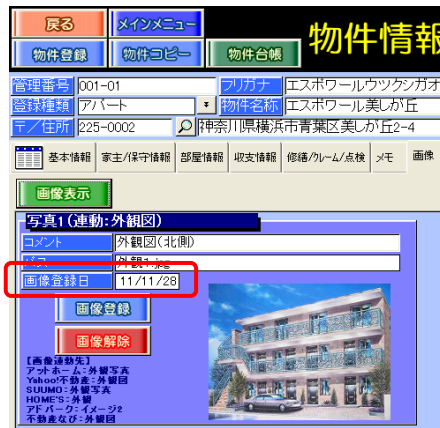 戻る メインメニュー
物件登録 物件コピー 物件台帳 物件情報
管理番号 001-01 フリガナ エスポワールウツクシガオ
登録種類 アパート 物件名称 エスポワール美しが丘
〒/住所 225-0002 神奈川県横浜市青葉区美しが丘2-4
基本情報 家主/保守情報 部屋情報 収支情報 修繕/クレーム/点検 メモ 画像
画像表示
写真1(連動:外観図)
コメント 外観図(北側)
パス 外観1.jpg
画像登録日 11/11/28
画像登録
画像解除
【画像連動先】
アットホーム:外観写真
Yahoo!不動産:外観図
SUUMO:外観写真
HOME'S:外観
アドパーク:イメージ2
不動産なび:外観図